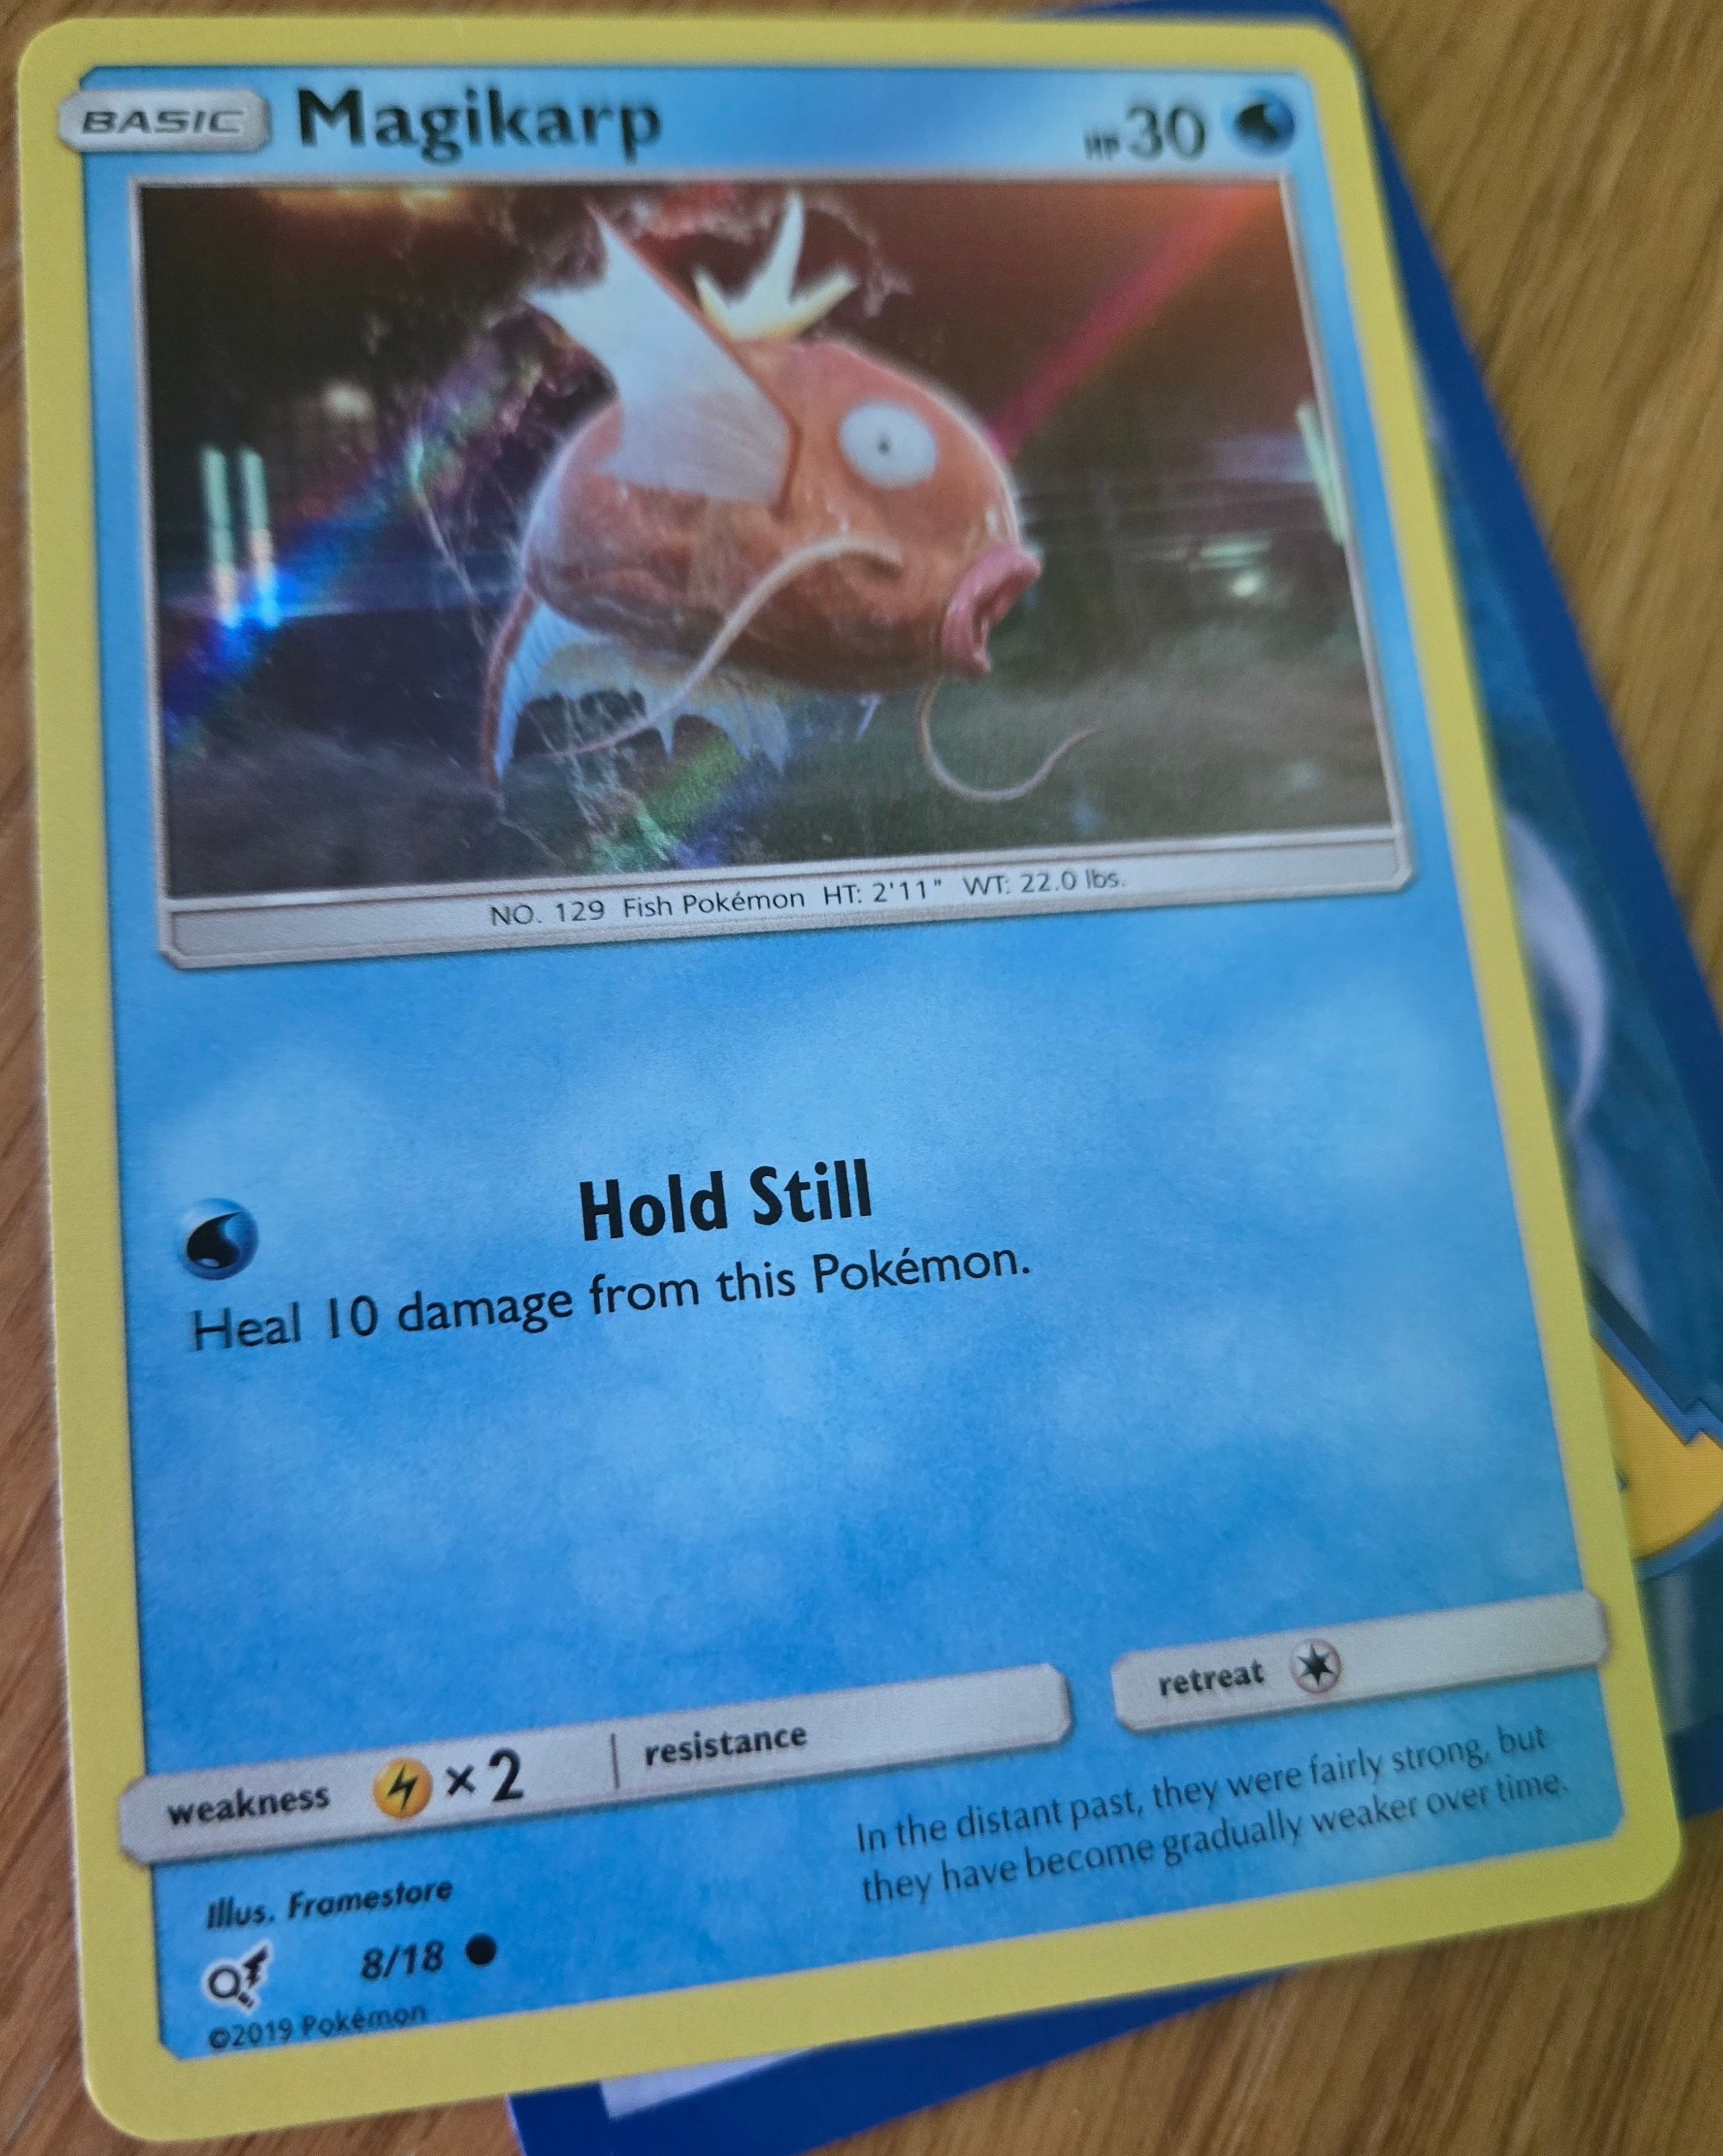 BASIC Magikarp HP 30
NO. 129 Fish Pokémon HT: 2'11" WT: 22.0 lbs.
Hold Still
Heal 10 damage from this Pokémon.
weakness ×2 resistance retreat
In the distant past, they were fairly strong, but
they have become gradually weaker over time.
Illus. Framestore
8/18
©2019 Pokémon